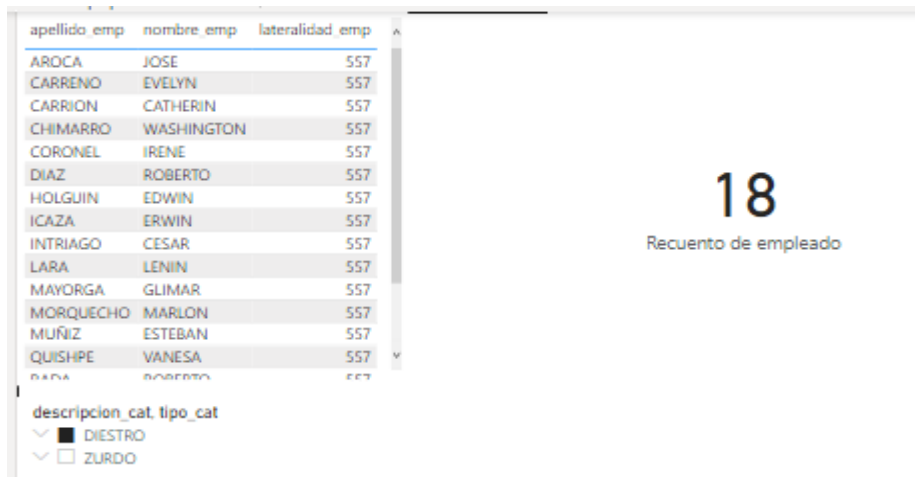 apellido_emp nombre_emp lateralidad_emp
AROCA JOSE 557
CARRENO EVELYN 557
CARRION CATHERIN 557
CHIMARRO WASHINGTON 557
CORONEL IRENE 557
DIAZ ROBERTO 557
HOLGUIN EDWIN 557
ICAZA ERWIN 557
INTRIAGO CESAR 557
LARA LENIN 557
MAYORGA GLIMAR 557
MORQUECHO MARLON 557
MUÑIZ ESTEBAN 557
QUISHPE VANESA 557
ROBERTO 557
18
Recuento de empleado
descripcion_cat, tipo_cat
DIESTRO
ZURDO